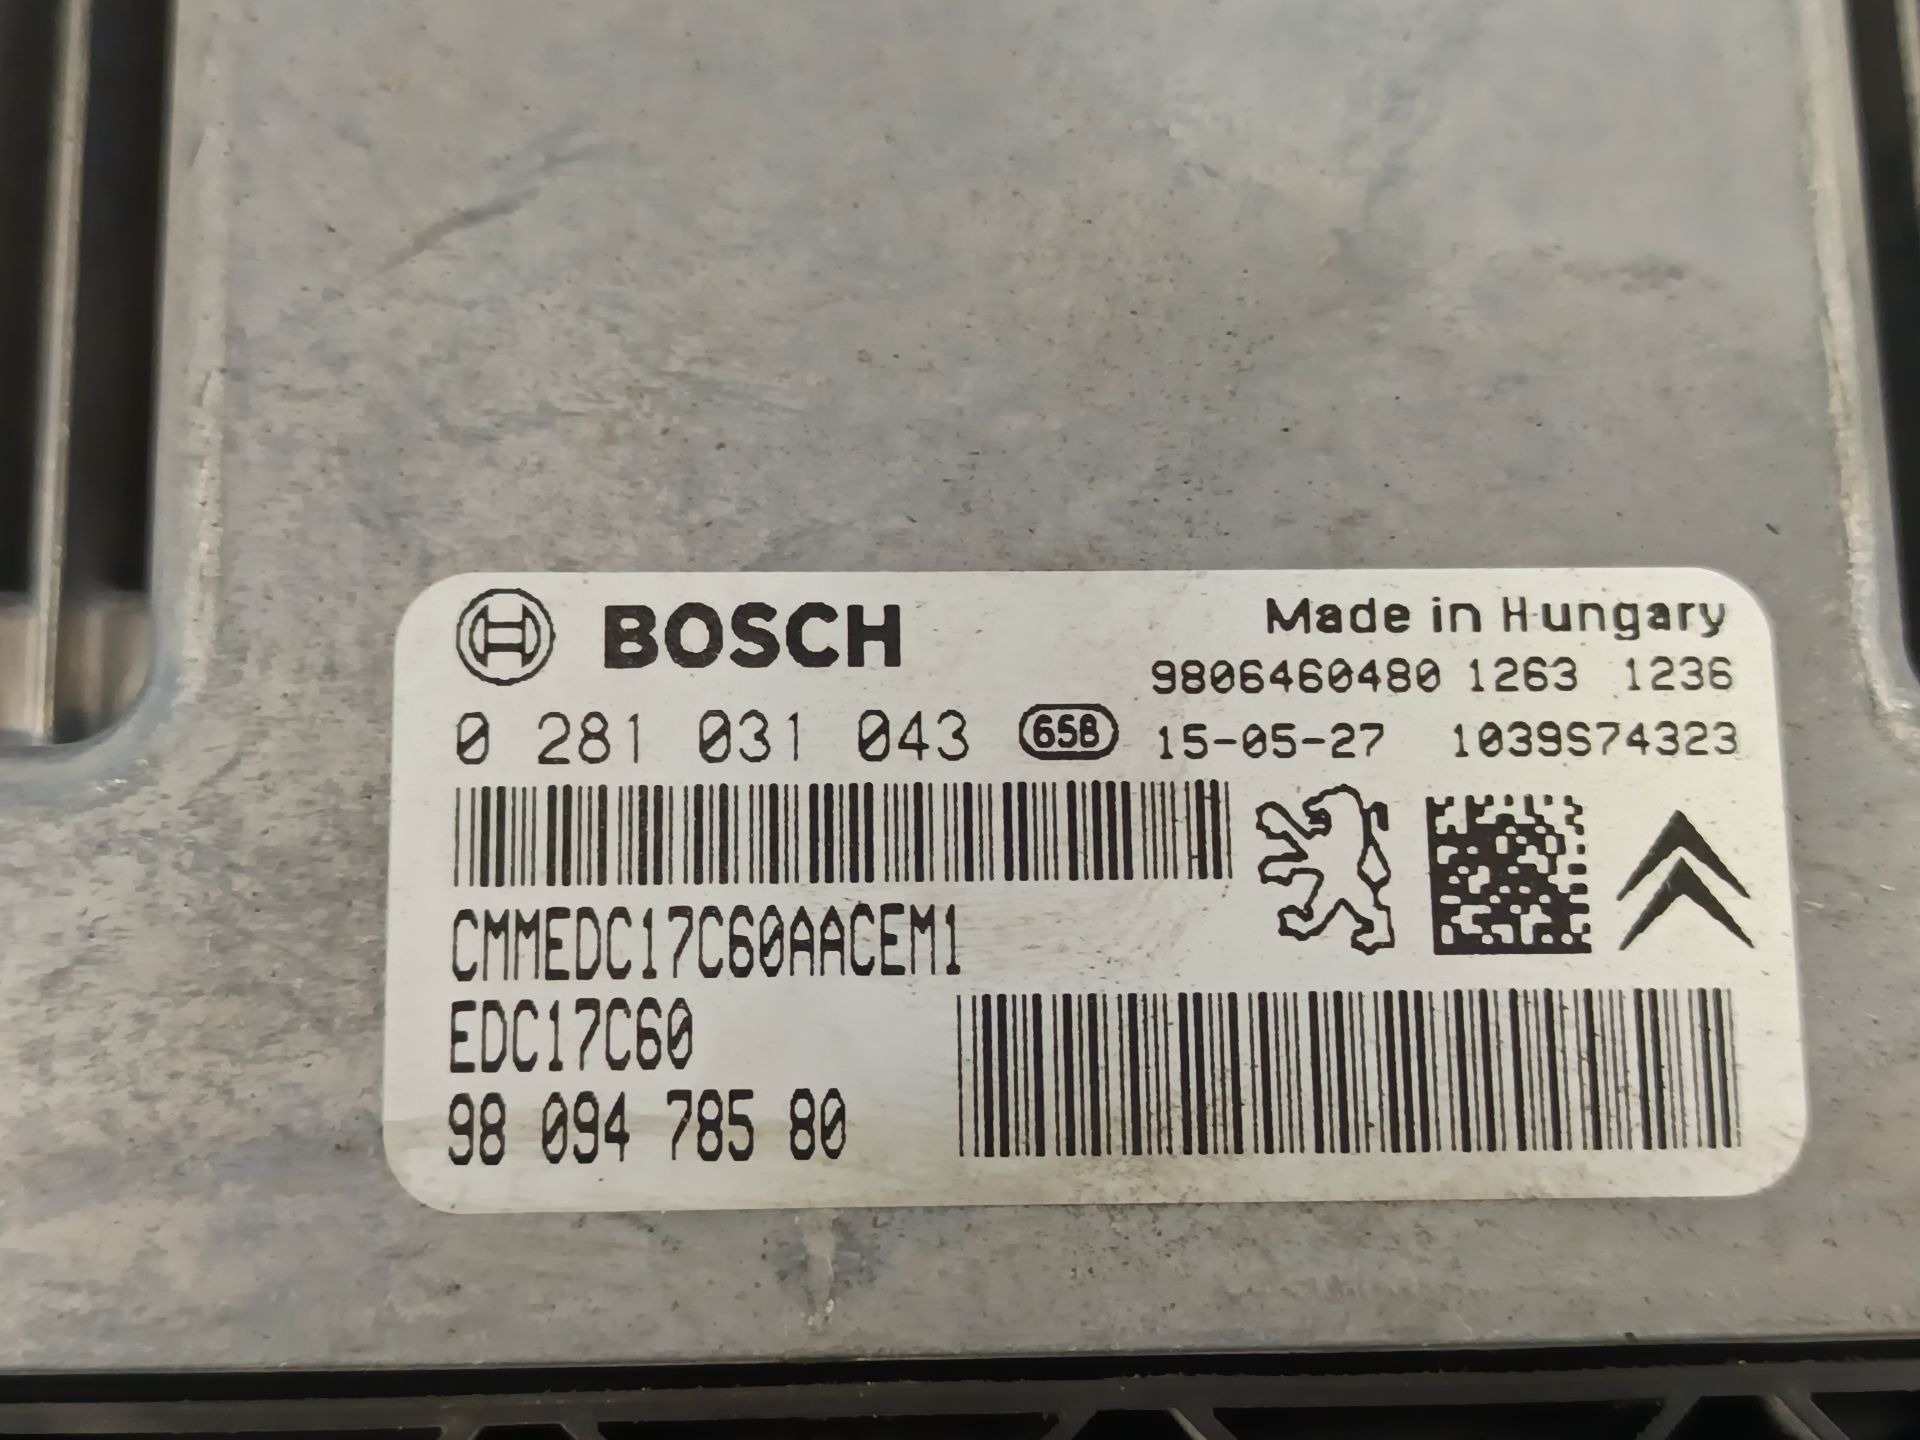 BOSCH
Made in Hungary
9806460480 1263 1236
0 281 031 043 658 15-05-27 1039S74323
CMMEDC17C60AACEM1
EDC17C60
98 094 785 80